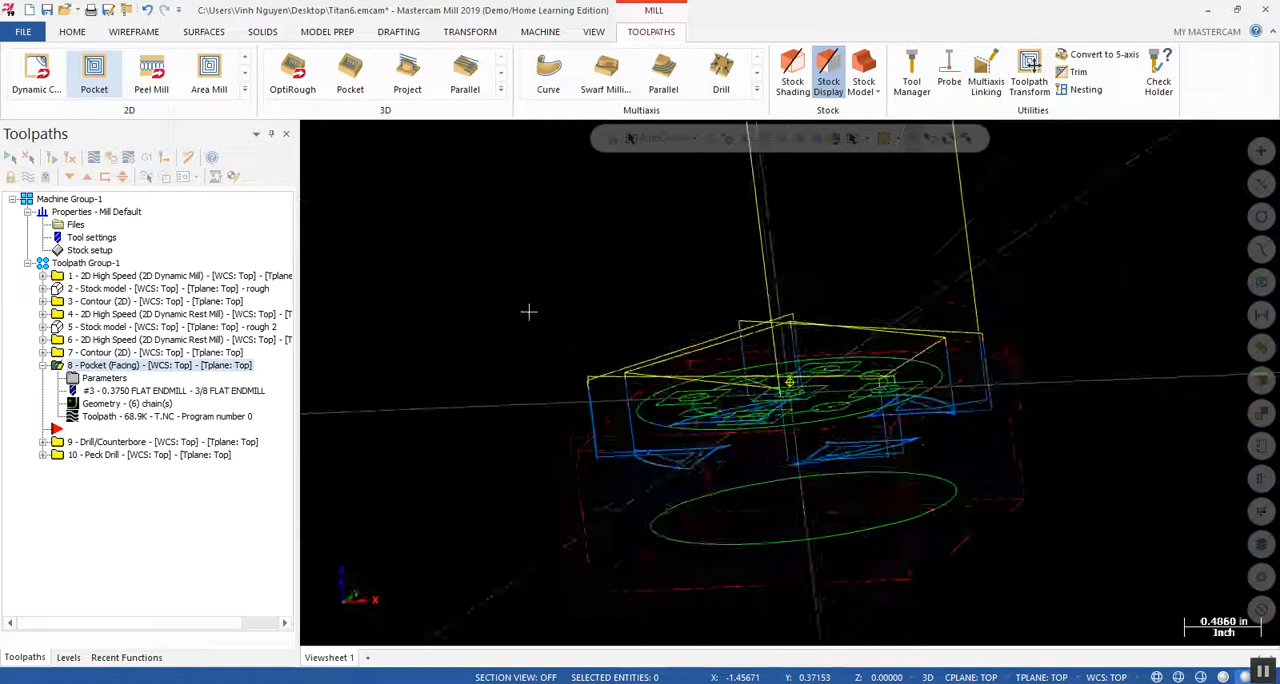 C:\Users\Vinh Nguyen\Desktop\Titan6.emcam* - Mastercam Mill 2019 (Demo/Home Learning Edition)
MILL
FILE HOME WIREFRAME SURFACES SOLIDS MODEL PREP DRAFTING TRANSFORM MACHINE VIEW TOOLPATHS MY MASTERCAM
Dynamic C... Pocket Peel Mill Area Mill OptiRough Pocket Project Parallel Curve Swarf Milli... Parallel Drill Stock Shading Stock Display Stock Model Tool Manager Probe Multiaxis Linking Toolpath Transform Convert to 5-axis Trim Nesting Check Holder
2D 3D Multiaxis Stock Utilities
Toolpaths
G1
Machine Group-1
Properties - Mill Default
Files
Tool settings
Stock setup
Toolpath Group-1
1 - 2D High Speed (2D Dynamic Mill) - [WCS: Top] - [Tplane
2 - Stock model - [WCS: Top] - [Tplane: Top] - rough
3 - Contour (2D) - [WCS: Top] - [Tplane: Top]
4 - 2D High Speed (2D Dynamic Rest Mill) - [WCS: Top] - [T
5 - Stock model - [WCS: Top] - [Tplane: Top] - rough 2
6 - 2D High Speed (2D Dynamic Rest Mill) - [WCS: Top] - [T
7 - Contour (2D) - [WCS: Top] - [Tplane: Top]
8 - Pocket (Facing) - [WCS: Top] - [Tplane: Top]
Parameters
#3 - 0.3750 FLAT ENDMILL - 3/8 FLAT ENDMILL
Geometry - (6) chain(s)
Toolpath - 68.9K - T.NC - Program number 0
9 - Drill/Counterbore - [WCS: Top] - [Tplane: Top]
10 - Peck Drill - [WCS: Top] - [Tplane: Top]
X
0.4860 in
Inch
Toolpaths Levels Recent Functions Viewsheet 1 +
SECTION VIEW: OFF SELECTED ENTITIES: 0 X: -1.45671 Y: 0.37153 Z: 0.00000 3D CPLANE: TOP TPLANE: TOP WCS: TOP